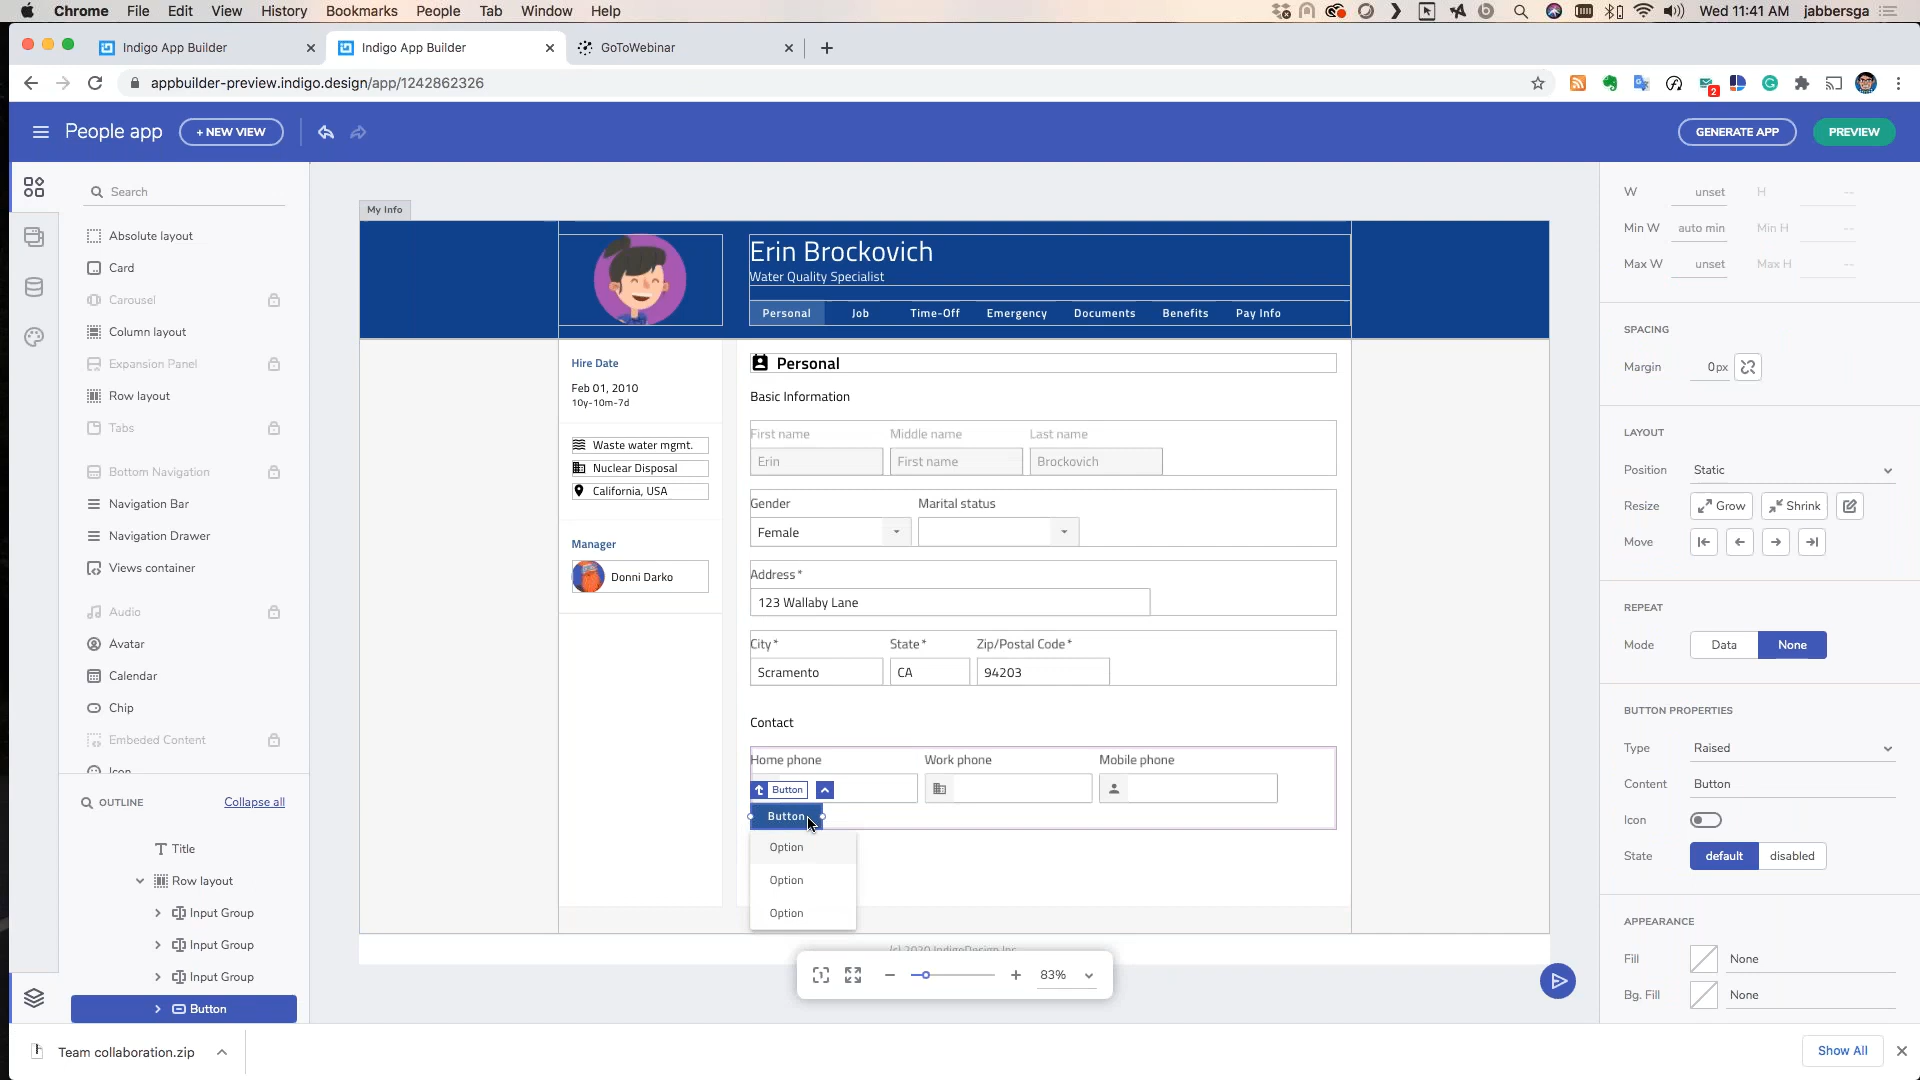 Chrome File Edit View History Bookmarks People Tab Window Help
Wed 11:41 AM jabbersga
Indigo App Builder
Indigo App Builder
GoToWebinar
appbuilder-preview.indigo.design/app/1242862326
2
People app
+ NEW VIEW
GENERATE APP
PREVIEW
Search
Absolute layout
Card
Carousel
Column layout
Expansion Panel
Row layout
Tabs
Bottom Navigation
Navigation Bar
Navigation Drawer
Views container
Audio
Avatar
Calendar
Chip
Embeded Content
Icon
OUTLINE
Collapse all
Title
Row layout
Input Group
Input Group
Input Group
Button
My Info
Erin Brockovich
Water Quality Specialist
Personal Job Time-Off Emergency Documents Benefits Pay Info
Hire Date
Feb 01, 2010
10y-10m-7d
Waste water mgmt.
Nuclear Disposal
California, USA
Manager
Donni Darko
Personal
Basic Information
First name Middle name Last name
Erin First name Brockovich
Gender Marital status
Female
Address*
123 Wallaby Lane
City* State* Zip/Postal Code*
Scramento CA 94203
Contact
Home phone Work phone Mobile phone
Button
Button
Option
Option
Option
(c) 2020 IndigoDesign Inc
83%
W unset H --
Min W auto min Min H --
Max W unset Max H --
SPACING
Margin 0px
LAYOUT
Position Static
Resize Grow Shrink
Move
REPEAT
Mode Data None
BUTTON PROPERTIES
Type Raised
Content Button
Icon
State default disabled
APPEARANCE
Fill None
Bg. Fill None
Team collaboration.zip
Show All